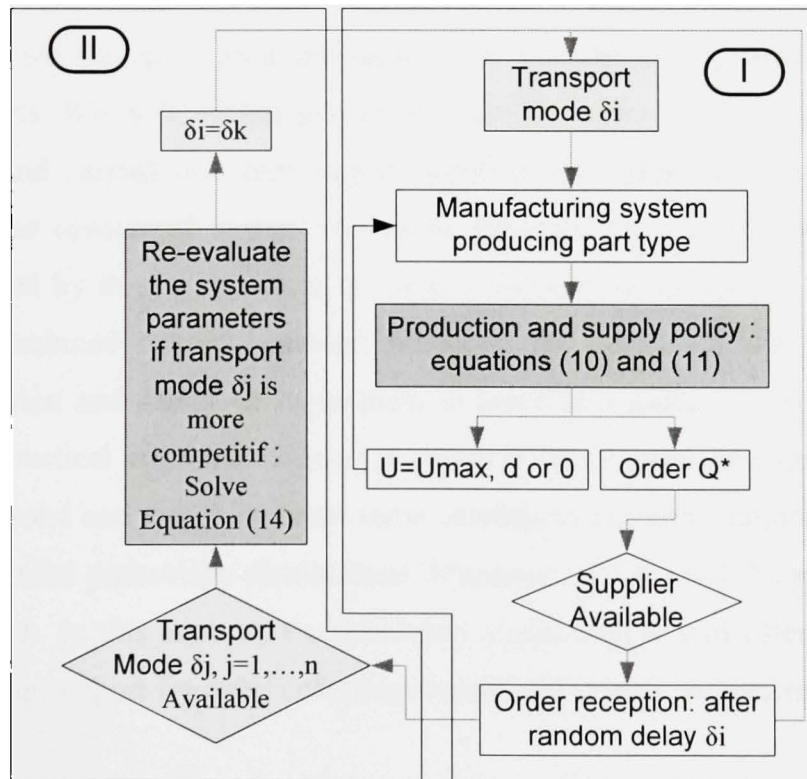 II
I
Transport
mode δi
δi=δk
Manufacturing system
producing part type
Re-evaluate
the system
parameters
if transport
mode δj is
more
competitif :
Solve
Equation (14)
Production and supply policy :
equations (10) and (11)
U=Umax, d or 0
Order Q*
Supplier
Available
Transport
Mode δj, j=1,...,n
Available
Order reception: after
random delay δi